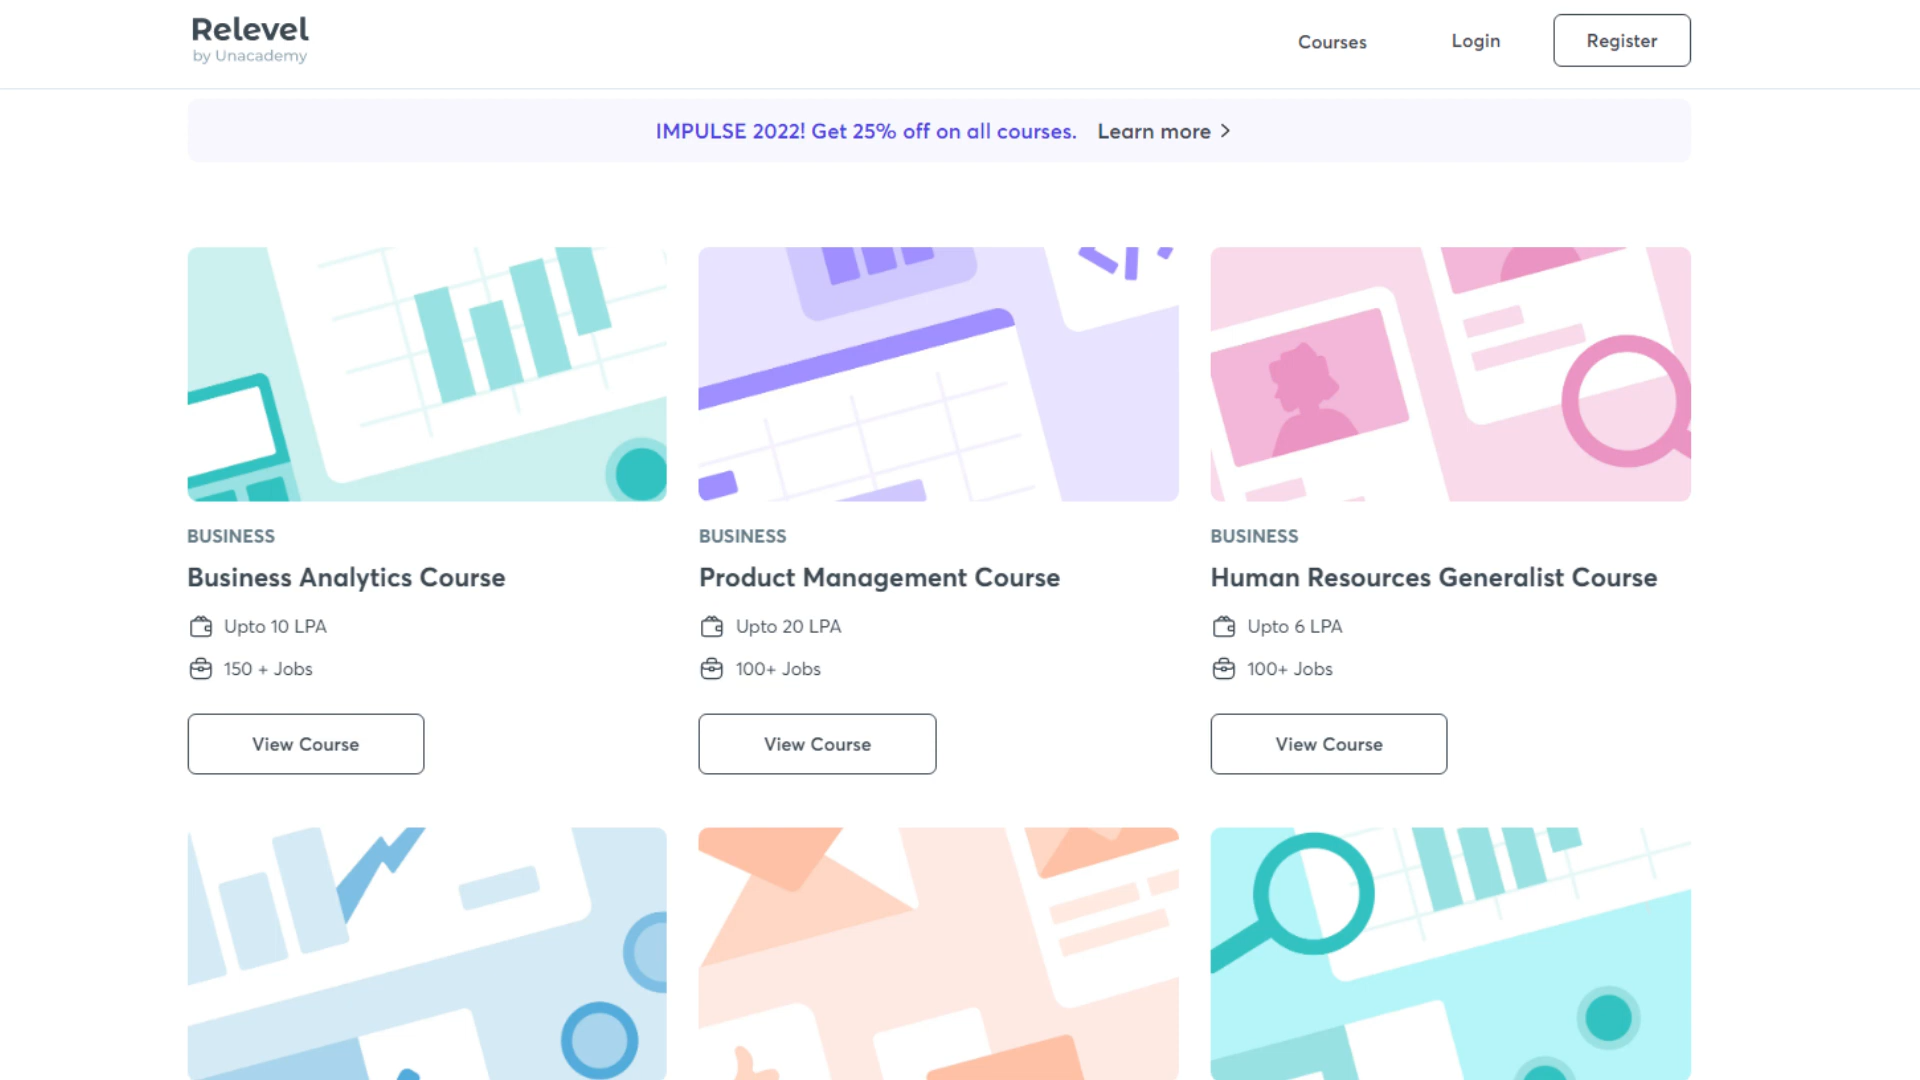 Relevel
by Unacademy
Courses
Login
Register
IMPULSE 2022! Get 25% off on all courses. Learn more >
BUSINESS
Business Analytics Course
Upto 10 LPA
150 + Jobs
View Course
BUSINESS
Product Management Course
Upto 20 LPA
100+ Jobs
View Course
BUSINESS
Human Resources Generalist Course
Upto 6 LPA
100+ Jobs
View Course